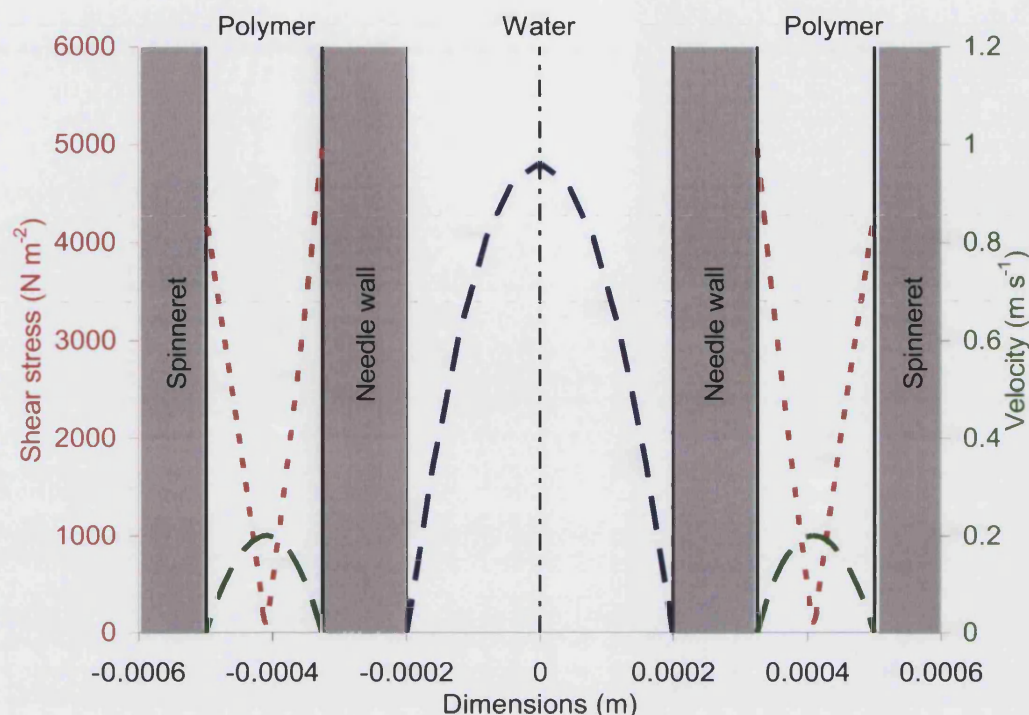 Polymer
Water
Polymer
6000
5000
4000
3000
2000
1000
0
Shear stress (N m-2)
Spinneret
Needle wall
Needle wall
Spinneret
1.2
1
0.8
0.6
0.4
0.2
0
Velocity (m s-1)
-0.0006
-0.0004
-0.0002
0
0.0002
0.0004
0.0006
Dimensions (m)